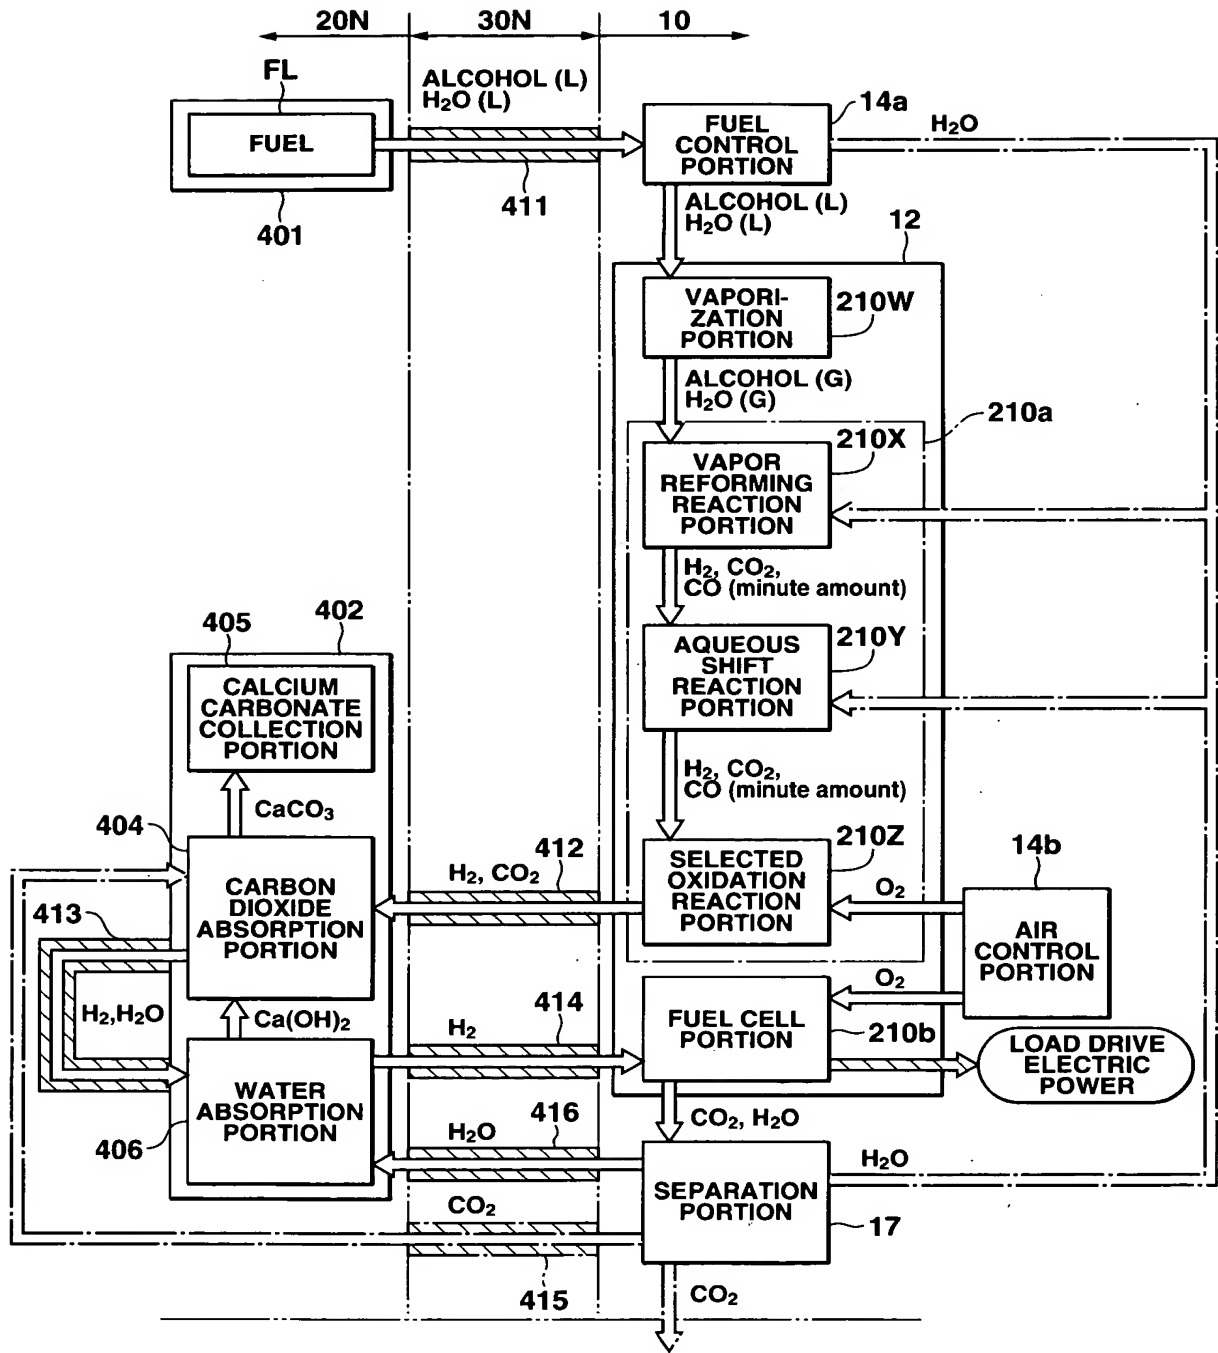 20N
30N
10
FL
ALCOHOL (L)
H2O (L)
FUEL
401
411
FUEL
CONTROL
PORTION
14a
H2O
ALCOHOL (L)
H2O (L)
12
VAPORI-
ZATION
PORTION
210W
ALCOHOL (G)
H2O (G)
210a
VAPOR
REFORMING
REACTION
PORTION
210X
H2, CO2,
CO (minute amount)
AQUEOUS
SHIFT
REACTION
PORTION
210Y
H2, CO2,
CO (minute amount)
405
402
CALCIUM
CARBONATE
COLLECTION
PORTION
CaCO3
404
CARBON
DIOXIDE
ABSORPTION
PORTION
H2, CO2
412
SELECTED
OXIDATION
REACTION
PORTION
210Z
O2
14b
AIR
CONTROL
PORTION
413
H2,H2O
Ca(OH)2
H2
414
FUEL CELL
PORTION
O2
210b
LOAD DRIVE
ELECTRIC
POWER
WATER
ABSORPTION
PORTION
406
H2O
416
CO2, H2O
SEPARATION
PORTION
H2O
17
CO2
415
CO2